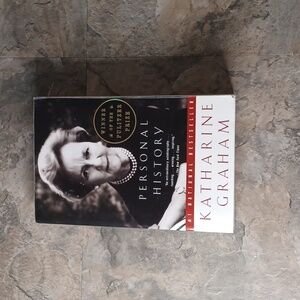 WINNER
OF THE
PULITZER
PRIZE
PERSONAL
HISTORY
#1 NATIONAL BESTSELLER
KATHARINE
GRAHAM